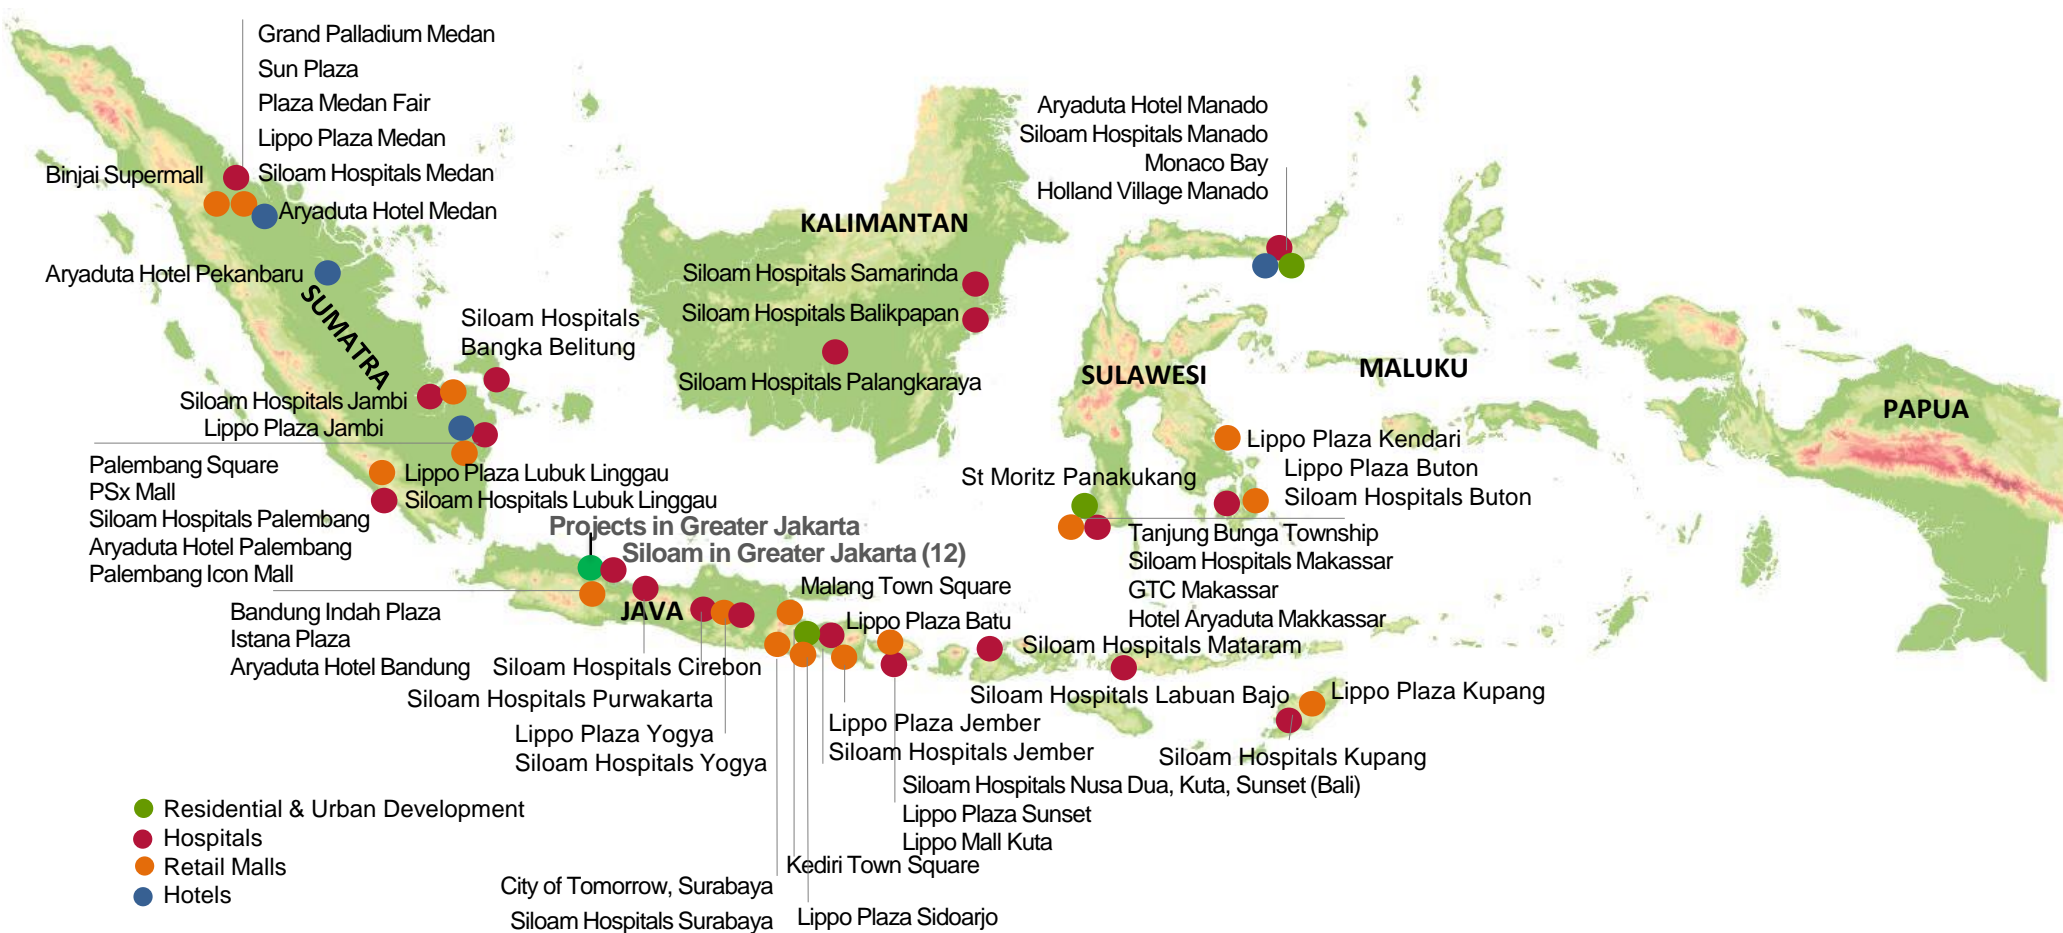 Grand Palladium Medan
Sun Plaza
Plaza Medan Fair
Lippo Plaza Medan
Siloam Hospitals Medan
Binjai Supermall
Aryaduta Hotel Medan
Aryaduta Hotel Pekanbaru
SUMATRA
Siloam Hospitals
Bangka Belitung
Siloam Hospitals Jambi
Lippo Plaza Jambi
Palembang Square
PSx Mall
Siloam Hospitals Palembang
Aryaduta Hotel Palembang
Palembang Icon Mall
Lippo Plaza Lubuk Linggau
Siloam Hospitals Lubuk Linggau
KALIMANTAN
Siloam Hospitals Samarinda
Siloam Hospitals Balikpapan
Siloam Hospitals Palangkaraya
Aryaduta Hotel Manado
Siloam Hospitals Manado
Monaco Bay
Holland Village Manado
SULAWESI
MALUKU
PAPUA
Lippo Plaza Kendari
Lippo Plaza Buton
Siloam Hospitals Buton
St Moritz Panakukang
Tanjung Bunga Township
Siloam Hospitals Makassar
GTC Makassar
Hotel Aryaduta Makkassar
Projects in Greater Jakarta
Siloam in Greater Jakarta (12)
JAVA
Bandung Indah Plaza
Istana Plaza
Aryaduta Hotel Bandung
Siloam Hospitals Cirebon
Siloam Hospitals Purwakarta
Lippo Plaza Yogya
Siloam Hospitals Yogya
Malang Town Square
Lippo Plaza Batu
Siloam Hospitals Mataram
Siloam Hospitals Labuan Bajo
Lippo Plaza Kupang
Siloam Hospitals Kupang
Lippo Plaza Jember
Siloam Hospitals Jember
Siloam Hospitals Nusa Dua, Kuta, Sunset (Bali)
Lippo Plaza Sunset
Lippo Mall Kuta
Kediri Town Square
City of Tomorrow, Surabaya
Siloam Hospitals Surabaya
Lippo Plaza Sidoarjo
Residential & Urban Development
Hospitals
Retail Malls
Hotels